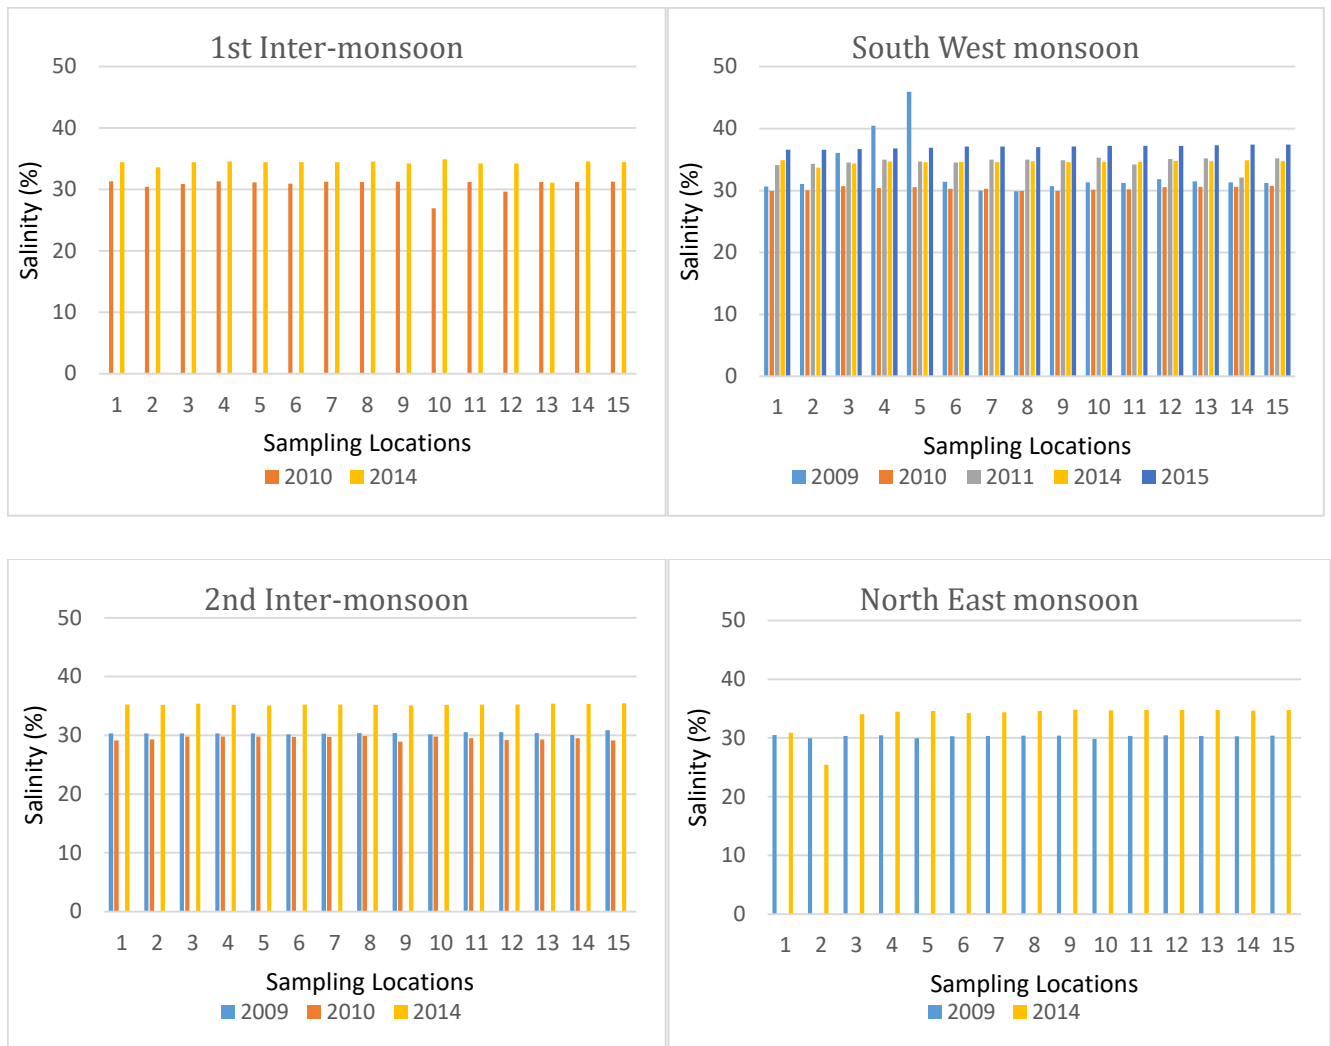 1st Inter-monsoon
50
40
30
20
10
0
Salinity (%)
1 2 3 4 5 6 7 8 9 10 11 12 13 14 15
Sampling Locations
2010 2014
South West monsoon
50
40
30
20
10
0
Salinity (%)
1 2 3 4 5 6 7 8 9 10 11 12 13 14 15
Sampling Locations
2009 2010 2011 2014 2015
2nd Inter-monsoon
50
40
30
20
10
0
Salinity (%)
1 2 3 4 5 6 7 8 9 10 11 12 13 14 15
Sampling Locations
2009 2010 2014
North East monsoon
50
40
30
20
10
0
Salinity (%)
1 2 3 4 5 6 7 8 9 10 11 12 13 14 15
Sampling Locations
2009 2014